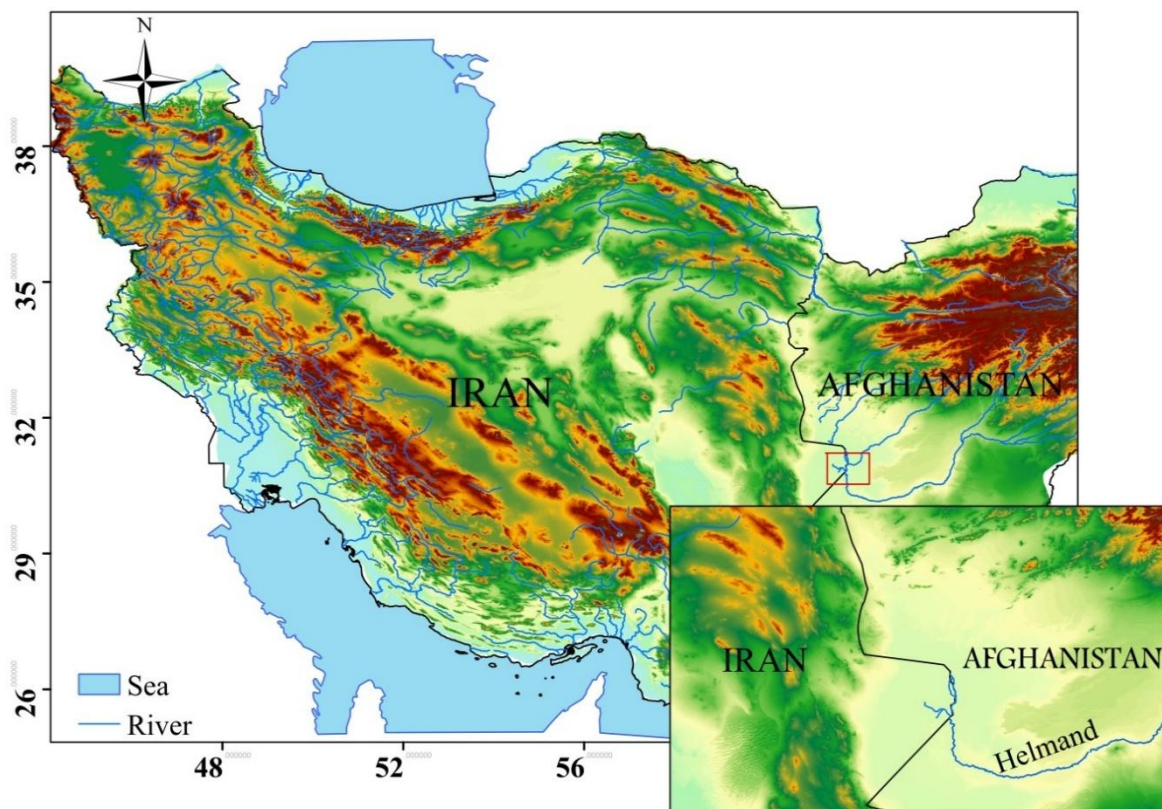 N
38
35
32
29
26
48
52
56
IRAN
AFGHANISTAN
Sea
River
IRAN
AFGHANISTAN
Helmand